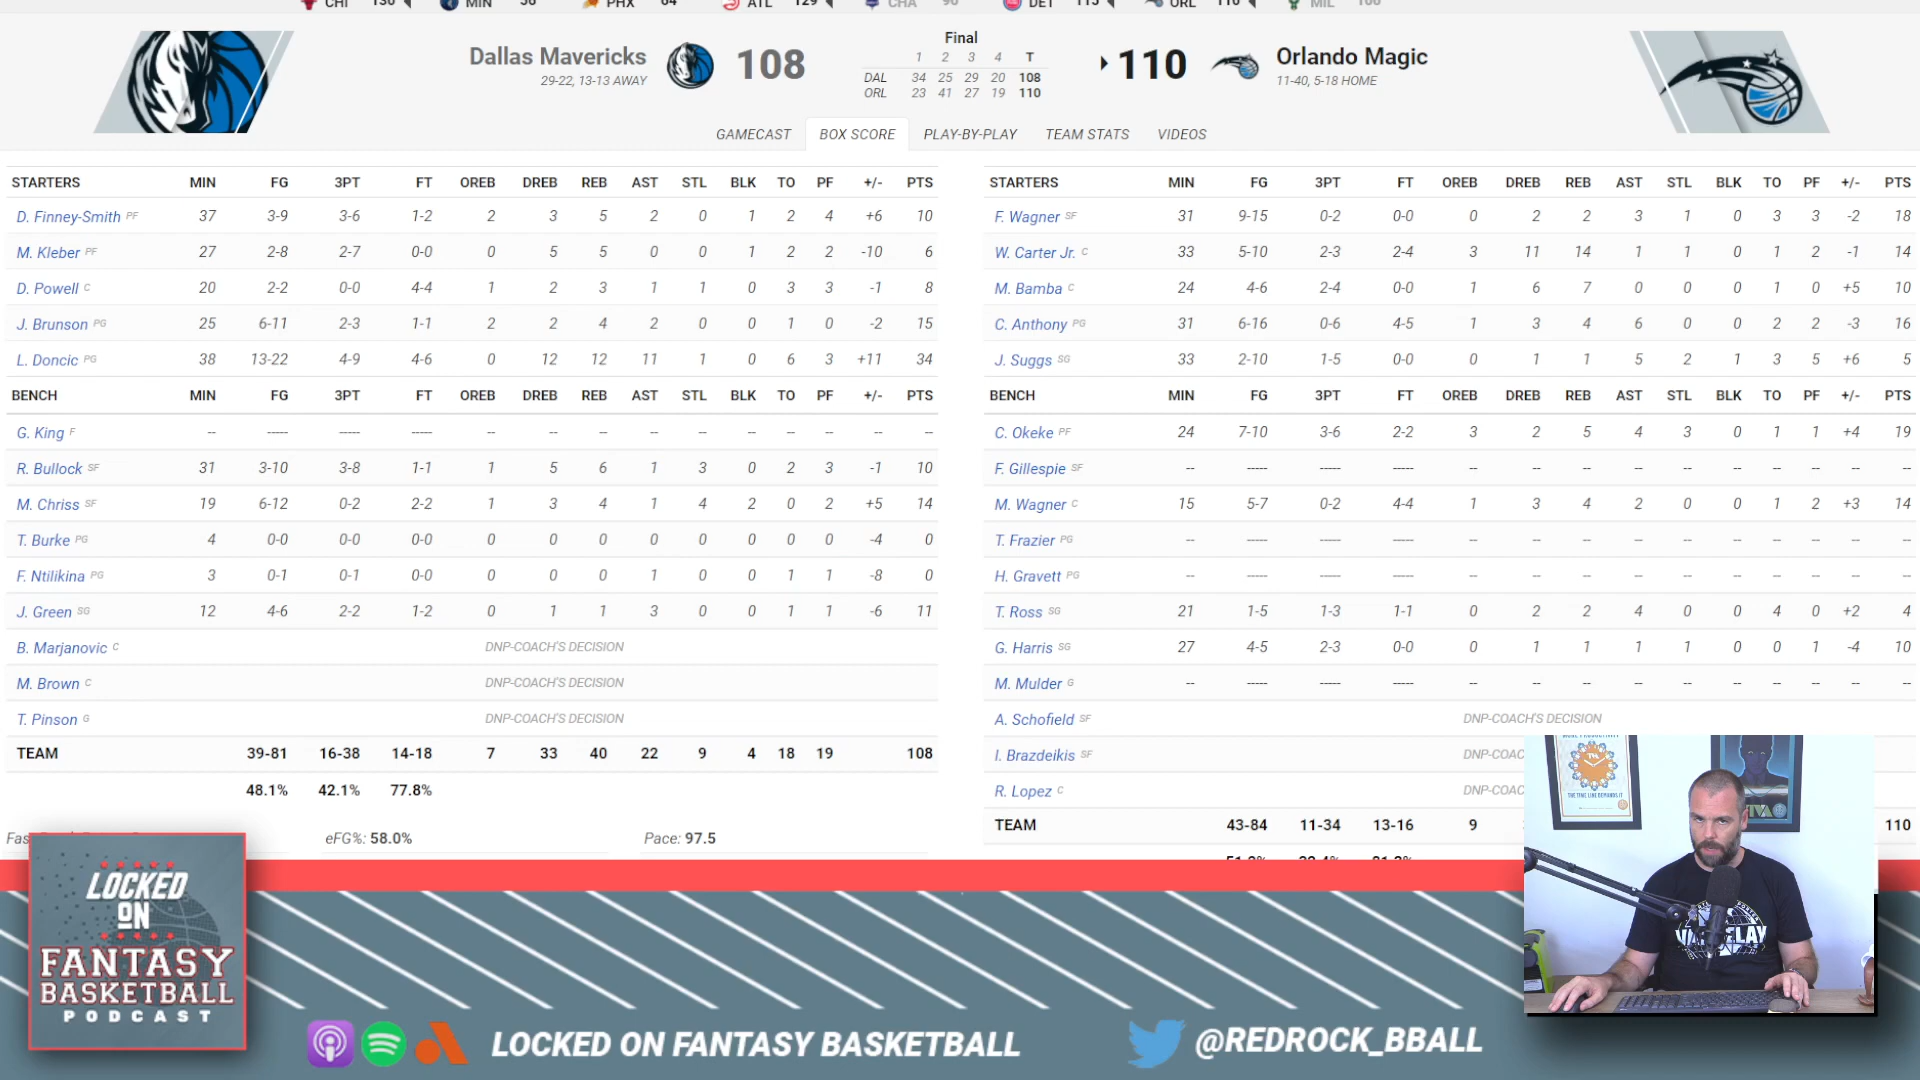 CHI 130 MIN PHX ATL 129 CHA DET 115 ORL 110 MIL
Final
Dallas Mavericks 108 1 2 3 4 T 110 Orlando Magic
29-22, 13-13 AWAY DAL 34 25 29 20 108 11-40, 5-18 HOME
ORL 23 41 27 19 110
GAMECAST BOX SCORE PLAY-BY-PLAY TEAM STATS VIDEOS
STARTERS MIN FG 3PT FT OREB DREB REB AST STL BLK TO PF +/- PTS
D. Finney-Smith PF 37 3-9 3-6 1-2 2 3 5 2 0 1 2 4 +6 10
M. Kleber PF 27 2-8 2-7 0-0 0 5 5 0 0 1 2 2 -10 6
D. Powell C 20 2-2 0-0 4-4 1 2 3 1 1 0 3 3 -1 8
J. Brunson PG 25 6-11 2-3 1-1 2 2 4 2 0 0 1 0 -2 15
L. Doncic PG 38 13-22 4-9 4-6 0 12 12 11 1 0 6 3 +11 34
BENCH MIN FG 3PT FT OREB DREB REB AST STL BLK TO PF +/- PTS
G. King F -- ----- ----- ----- -- -- -- -- -- -- -- -- -- --
R. Bullock SF 31 3-10 3-8 1-1 1 5 6 1 3 0 2 3 -1 10
M. Chriss SF 19 6-12 0-2 2-2 1 3 4 1 4 2 0 2 +5 14
T. Burke PG 4 0-0 0-0 0-0 0 0 0 0 0 0 0 0 -4 0
F. Ntilikina PG 3 0-1 0-1 0-0 0 0 0 1 0 0 1 1 -8 0
J. Green SG 12 4-6 2-2 1-2 0 1 1 3 0 0 1 1 -6 11
B. Marjanovic C DNP-COACH'S DECISION
M. Brown C DNP-COACH'S DECISION
T. Pinson G DNP-COACH'S DECISION
TEAM 39-81 16-38 14-18 7 33 40 22 9 4 18 19 108
48.1% 42.1% 77.8%
eFG%: 58.0% Pace: 97.5
STARTERS MIN FG 3PT FT OREB DREB REB AST STL BLK TO PF +/- PTS
F. Wagner SF 31 9-15 0-2 0-0 0 2 2 3 1 0 3 3 -2 18
W. Carter Jr. C 33 5-10 2-3 2-4 3 11 14 1 1 0 1 2 -1 14
M. Bamba C 24 4-6 2-4 0-0 1 6 7 0 0 0 1 0 +5 10
C. Anthony PG 31 6-16 0-6 4-5 1 3 4 6 0 0 2 2 -3 16
J. Suggs SG 33 2-10 1-5 0-0 0 1 1 5 2 1 3 5 +6 5
BENCH MIN FG 3PT FT OREB DREB REB AST STL BLK TO PF +/- PTS
C. Okeke PF 24 7-10 3-6 2-2 3 2 5 4 3 0 1 1 +4 19
F. Gillespie SF -- ----- ----- ----- -- -- -- -- -- -- -- -- -- --
M. Wagner C 15 5-7 0-2 4-4 1 3 4 2 0 0 1 2 +3 14
T. Frazier PG -- ----- ----- ----- -- -- -- -- -- -- -- -- -- --
H. Gravett PG -- ----- ----- ----- -- -- -- -- -- -- -- -- -- --
T. Ross SG 21 1-5 1-3 1-1 0 2 2 4 0 0 4 0 +2 4
G. Harris SG 27 4-5 2-3 0-0 0 1 1 1 1 0 0 1 -4 10
M. Mulder G -- ----- ----- ----- -- -- -- -- -- -- -- -- -- --
A. Schofield SF DNP-COACH'S DECISION
I. Brazdeikis SF DNP-COAC
R. Lopez C DNP-COAC
TEAM 43-84 11-34 13-16 9 110
LOCKED
ON
FANTASY
BASKETBALL
PODCAST
LOCKED ON FANTASY BASKETBALL
@REDROCK_BBALL